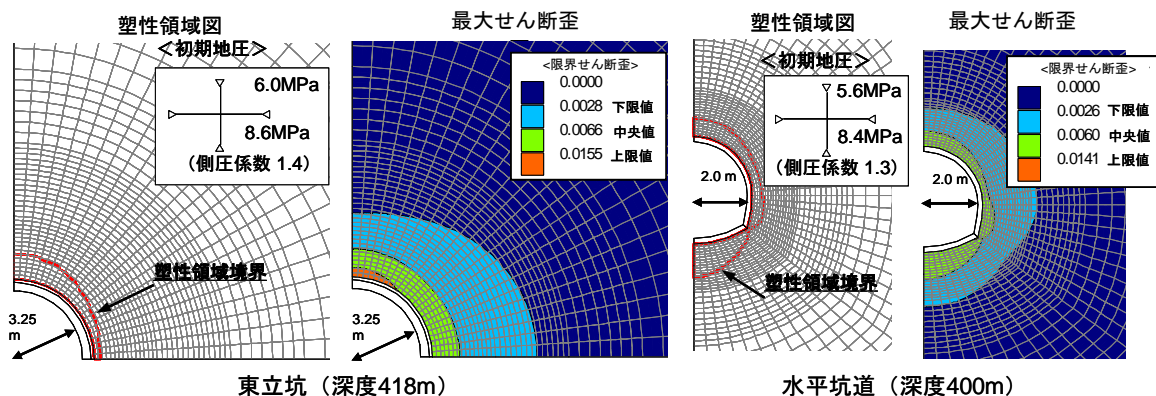 塑性領域図
＜初期地圧＞
6.0MPa
8.6MPa
（側圧係数 1.4）
塑性領域境界
3.25
m
最大せん断歪
<限界せん断歪>
0.0000
0.0028 下限値
0.0066 中央値
0.0155 上限値
3.25
m
東立坑（深度418m）
塑性領域図
＜初期地圧＞
5.6MPa
8.4MPa
（側圧係数 1.3）
2.0 m
塑性領域境界
最大せん断歪
<限界せん断歪>
0.0000
0.0026 下限値
0.0060 中央値
0.0141 上限値
2.0 m
水平坑道（深度400m）